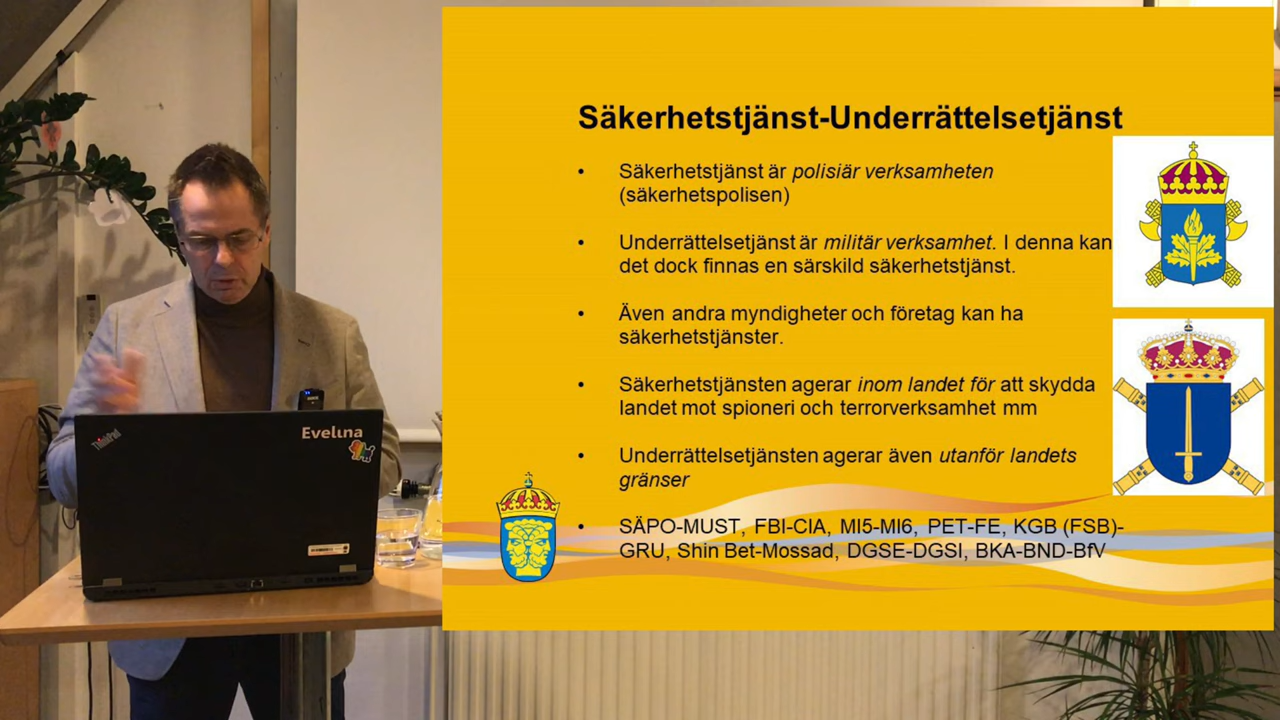 Säkerhetstjänst-Underrättelsetjänst
• Säkerhetstjänst är polisiär verksamheten
(säkerhetspolisen)
• Underrättelsetjänst är militär verksamhet. I denna kan
det dock finnas en särskild säkerhetstjänst.
• Även andra myndigheter och företag kan ha
säkerhetstjänster.
• Säkerhetstjänsten agerar inom landet för att skydda
landet mot spioneri och terrorverksamhet mm
• Underrättelsetjänsten agerar även utanför landets
gränser
• SÄPO-MUST, FBI-CIA, MI5-MI6, PET-FE, KGB (FSB)-
GRU, Shin Bet-Mossad, DGSE-DGSI, BKA-BND-BfV
ThinkPad
Evelina